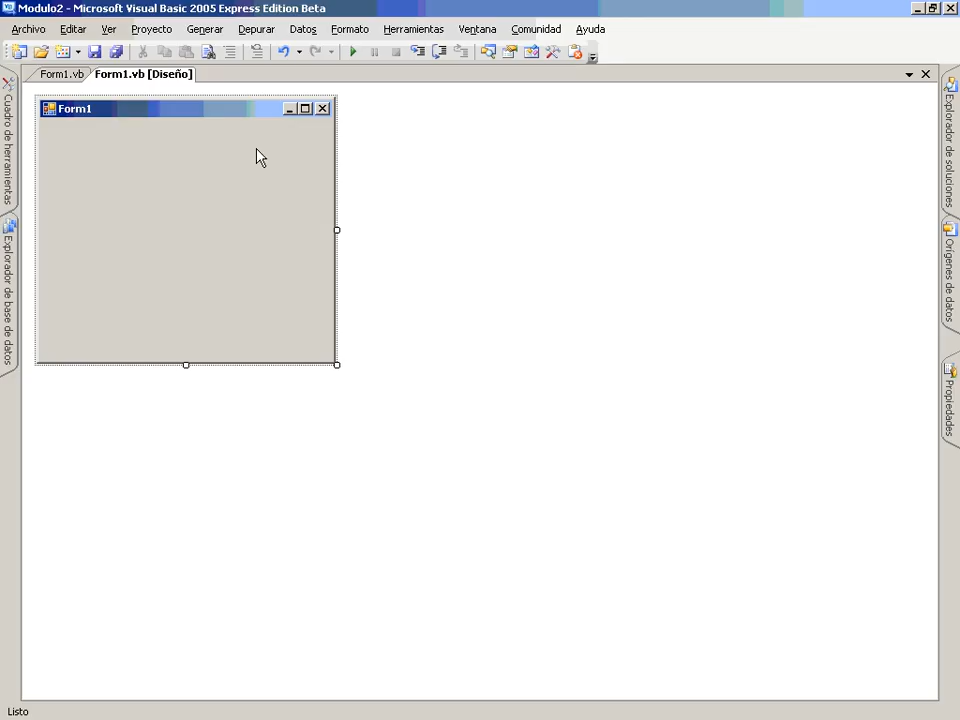 Modulo2 - Microsoft Visual Basic 2005 Express Edition Beta
Archivo Editar Ver Proyecto Generar Depurar Datos Formato Herramientas Ventana Comunidad Ayuda
Form1.vb Form1.vb [Diseño]
Form1
Cuadro de herramientas
Explorador de base de datos
Explorador de soluciones
Orígenes de datos
Propiedades
Listo